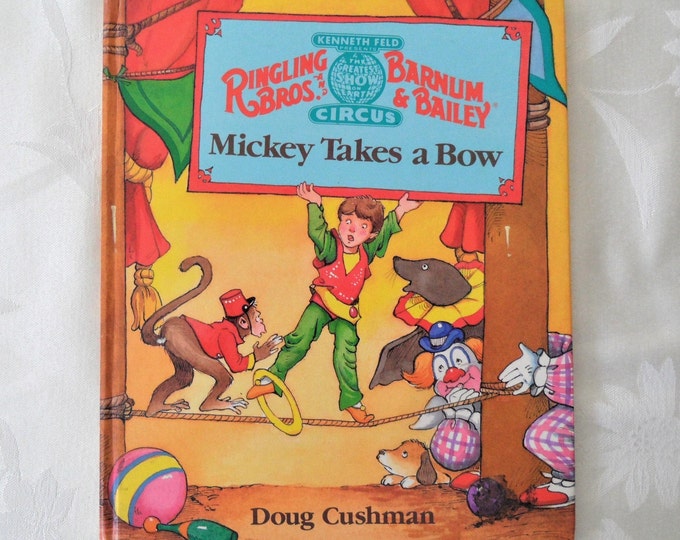 KENNETH FELD
PRESENTS
THE
GREATEST
SHOW
ON
EARTH
RINGLING BROS. AND
BARNUM & BAILEY®
CIRCUS
Mickey Takes a Bow
Doug Cushman